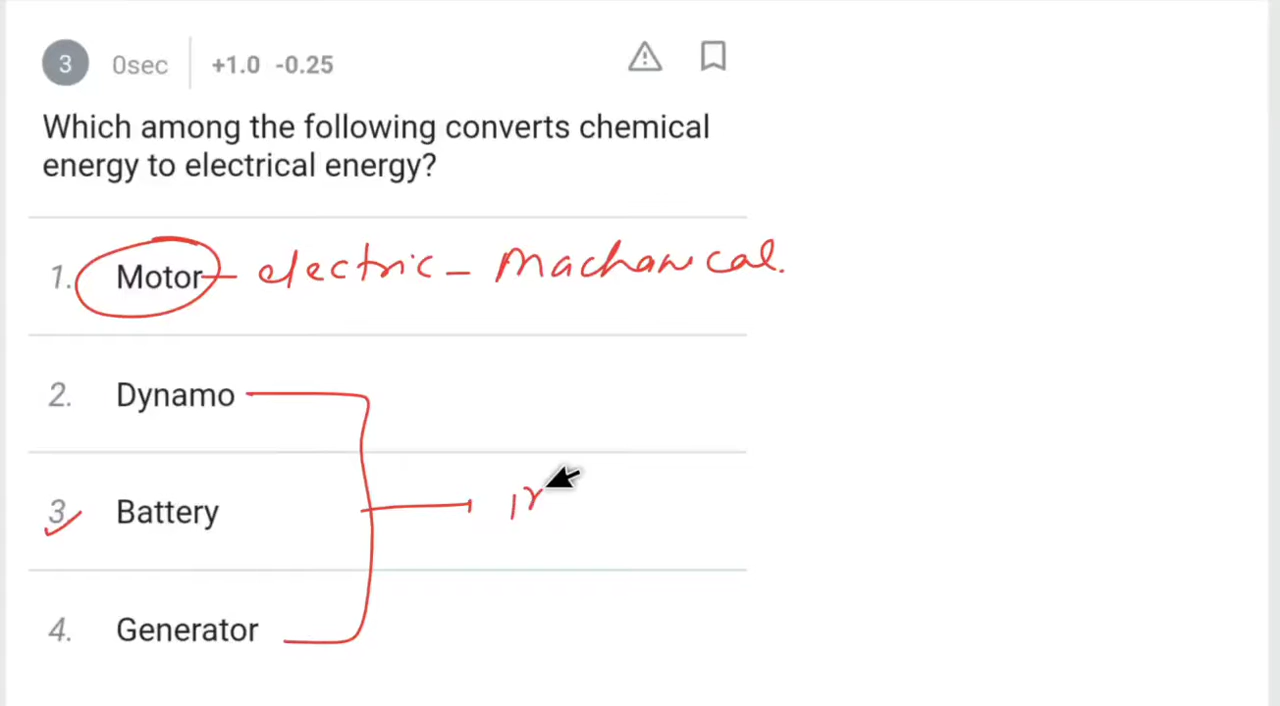 3 0sec +1.0 -0.25
Which among the following converts chemical
energy to electrical energy?
1. Motor - electric - machanical.
2. Dynamo
3. Battery
4. Generator